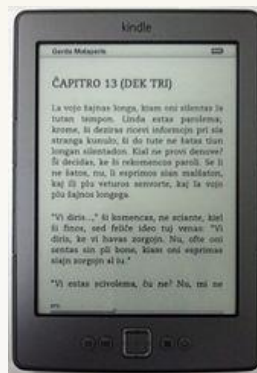 kindle
Gerda Malaperis
ĈAPITRO 13 (DEK TRI)
La vojo ŝajnas longa, kiam oni silentas la
tutan tempon. Linda estas parolema;
krome, ŝi deziras ricevi informojn pri sia
stranga kunulo; ŝi do tute ne ŝatas tiun
longan silentadon. Kial ne provi denove?
Ŝi decidas, ke ŝi rekomencos paroli. Se li
ne ŝatos, nu, li esprimos sian malŝaton,
kaj ili plu veturos senvorte, kaj la vojo
plu ŝajnos longega.
"Vi diris...," ŝi komencas, ne sciante, kiel
ŝi finos, sed feliĉe ideo tuj venas: "Vi
diris, ke vi havas zorgojn. Nu, ofte oni
sentas sin pli bone, kiam oni esprimas
siajn zorgojn al iu."
"Vi estas scivolema, ĉu ne? Nu, mi ne